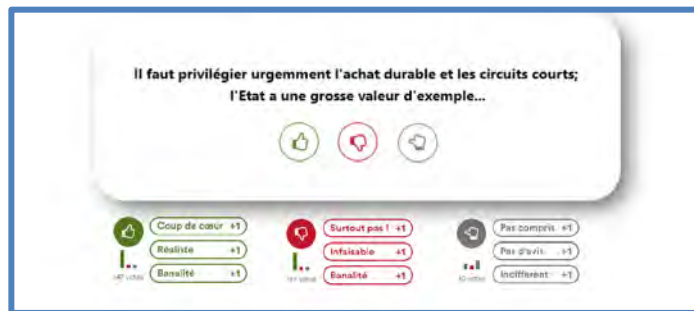 Il faut privilégier urgemment l'achat durable et les circuits courts;
l'Etat a une grosse valeur d'exemple...
Coup de cœur +1
Réaliste +1
Banalité +1
votes
Surtout pas ! +1
Infaisable +1
Banalité +1
Pas compris +1
Pas d'avis +1
Indifférent +1
votes